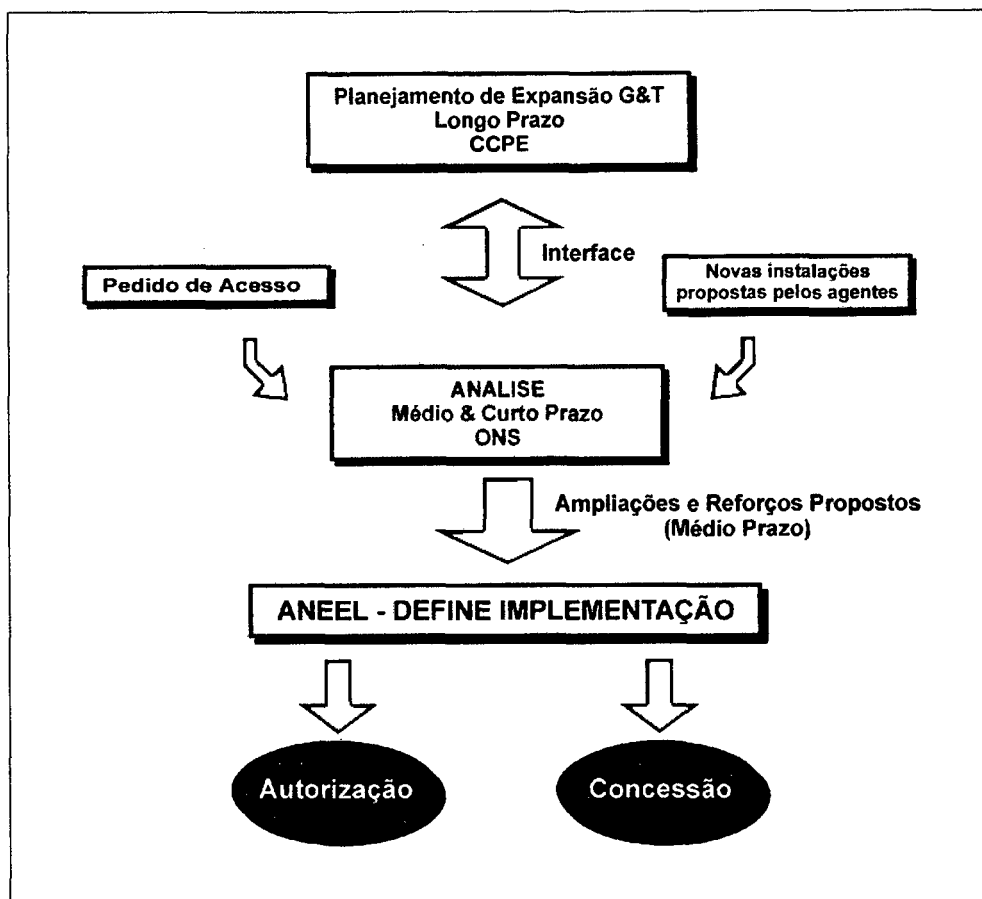 Planejamento de Expansão G&T
Longo Prazo
CCPE
Interface
Pedido de Acesso
Novas instalações
propostas pelos agentes
ANALISE
Médio & Curto Prazo
ONS
Ampliações e Reforços Propostos
(Médio Prazo)
ANEEL - DEFINE IMPLEMENTAÇÃO
Autorização
Concessão